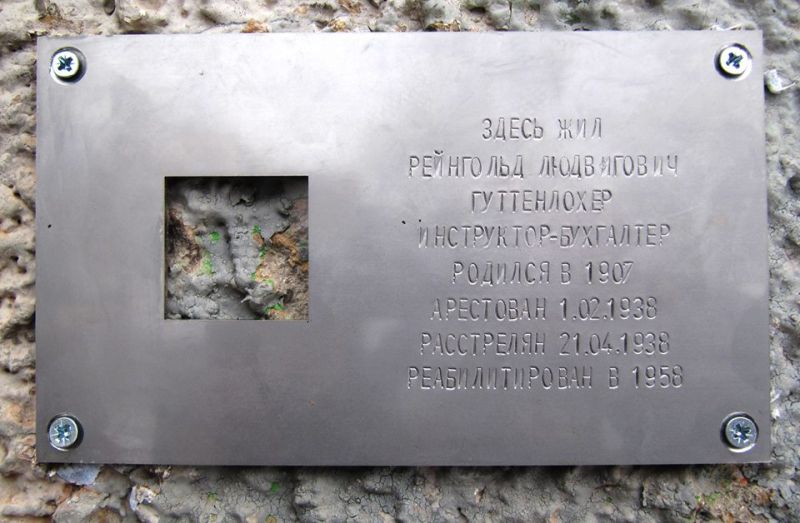 ЗДЕСЬ ЖИЛ
РЕЙНГОЛЬД ЛЮДВИГОВИЧ
ГУТТЕНЛОХЕР
ИНСТРУКТОР-БУХГАЛТЕР
РОДИЛСЯ В 1907
АРЕСТОВАН 1.02.1938
РАССТРЕЛЯН 21.04.1938
РЕАБИЛИТИРОВАН В 1958